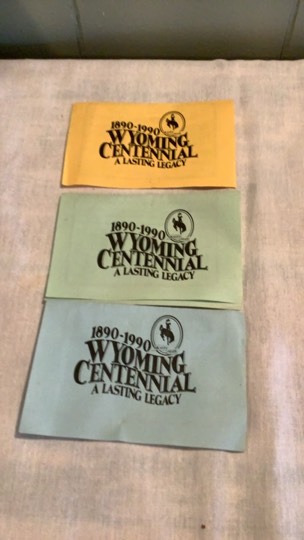 1890-1990
WYOMING
CENTENNIAL
A LASTING LEGACY
1890-1990
WYOMING
CENTENNIAL
A LASTING LEGACY
1890-1990
WYOMING
CENTENNIAL
A LASTING LEGACY